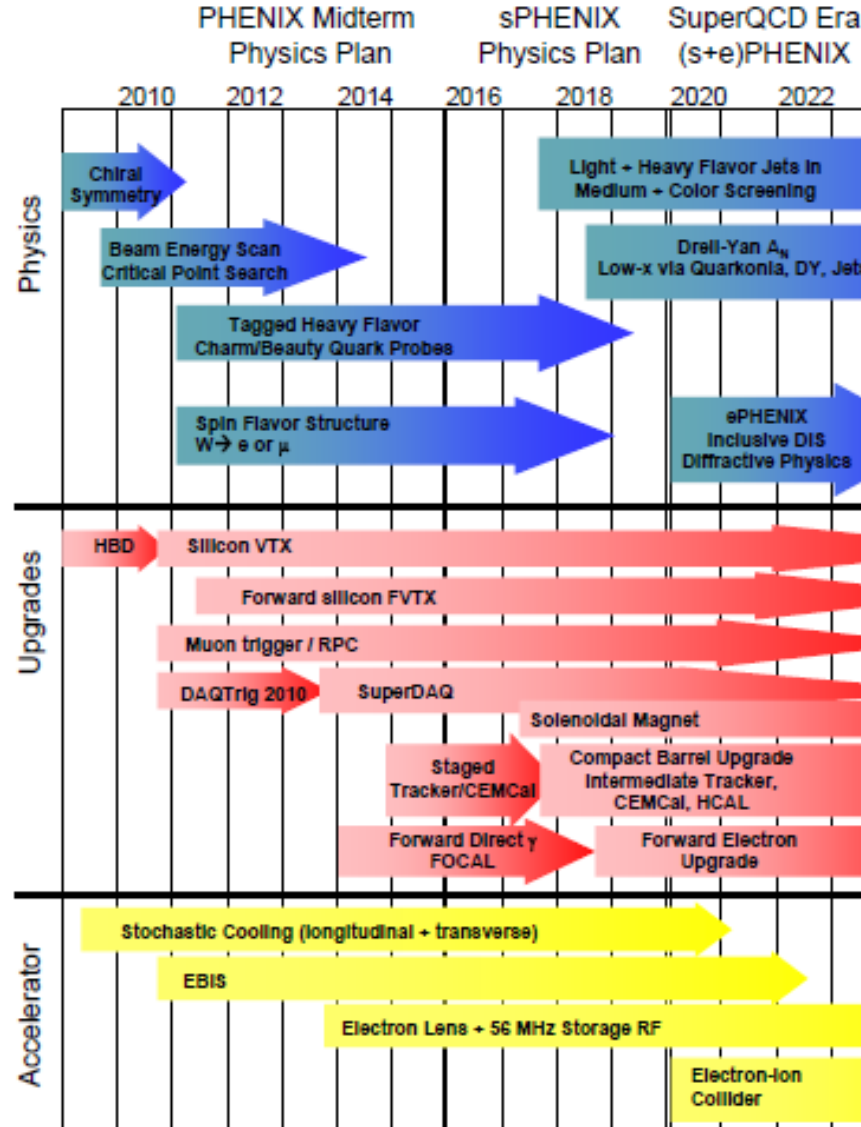 PHENIX Midterm
Physics Plan
sPHENIX
Physics Plan
SuperQCD Era
(s+e)PHENIX
2010 2012 2014 2016 2018 2020 2022
Physics
Chiral
Symmetry
Light + Heavy Flavor Jets in
Medium + Color Screening
Beam Energy Scan
Critical Point Search
Drell-Yan A_N
Low-x via Quarkonia, DY, Jets
Tagged Heavy Flavor
Charm/Beauty Quark Probes
Spin Flavor Structure
W→ e or μ
ePHENIX
Inclusive DIS
Diffractive Physics
Upgrades
HBD
Silicon VTX
Forward silicon FVTX
Muon trigger / RPC
DAQTrig 2010
SuperDAQ
Solenoidal Magnet
Staged
Tracker/CEMCal
Compact Barrel Upgrade
Intermediate Tracker,
CEMCal, HCAL
Forward Direct γ
FOCAL
Forward Electron
Upgrade
Accelerator
Stochastic Cooling (longitudinal + transverse)
EBIS
Electron Lens + 56 MHz Storage RF
Electron-Ion
Collider